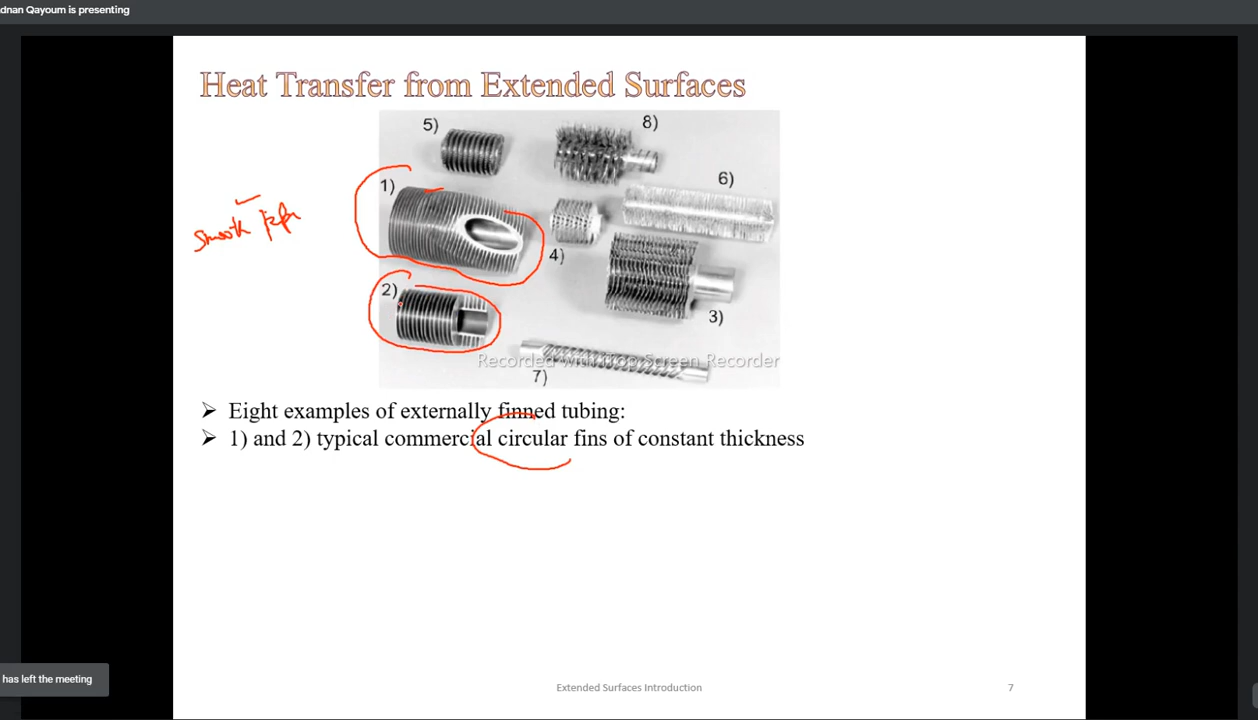 dnan Qayoum is presenting
Heat Transfer from Extended Surfaces
5)
8)
1)
6)
Smooth
4)
2)
3)
Recorded with iTop Screen Recorder
7)
➢ Eight examples of externally finned tubing:
➢ 1) and 2) typical commercial circular fins of constant thickness
has left the meeting
Extended Surfaces Introduction
7